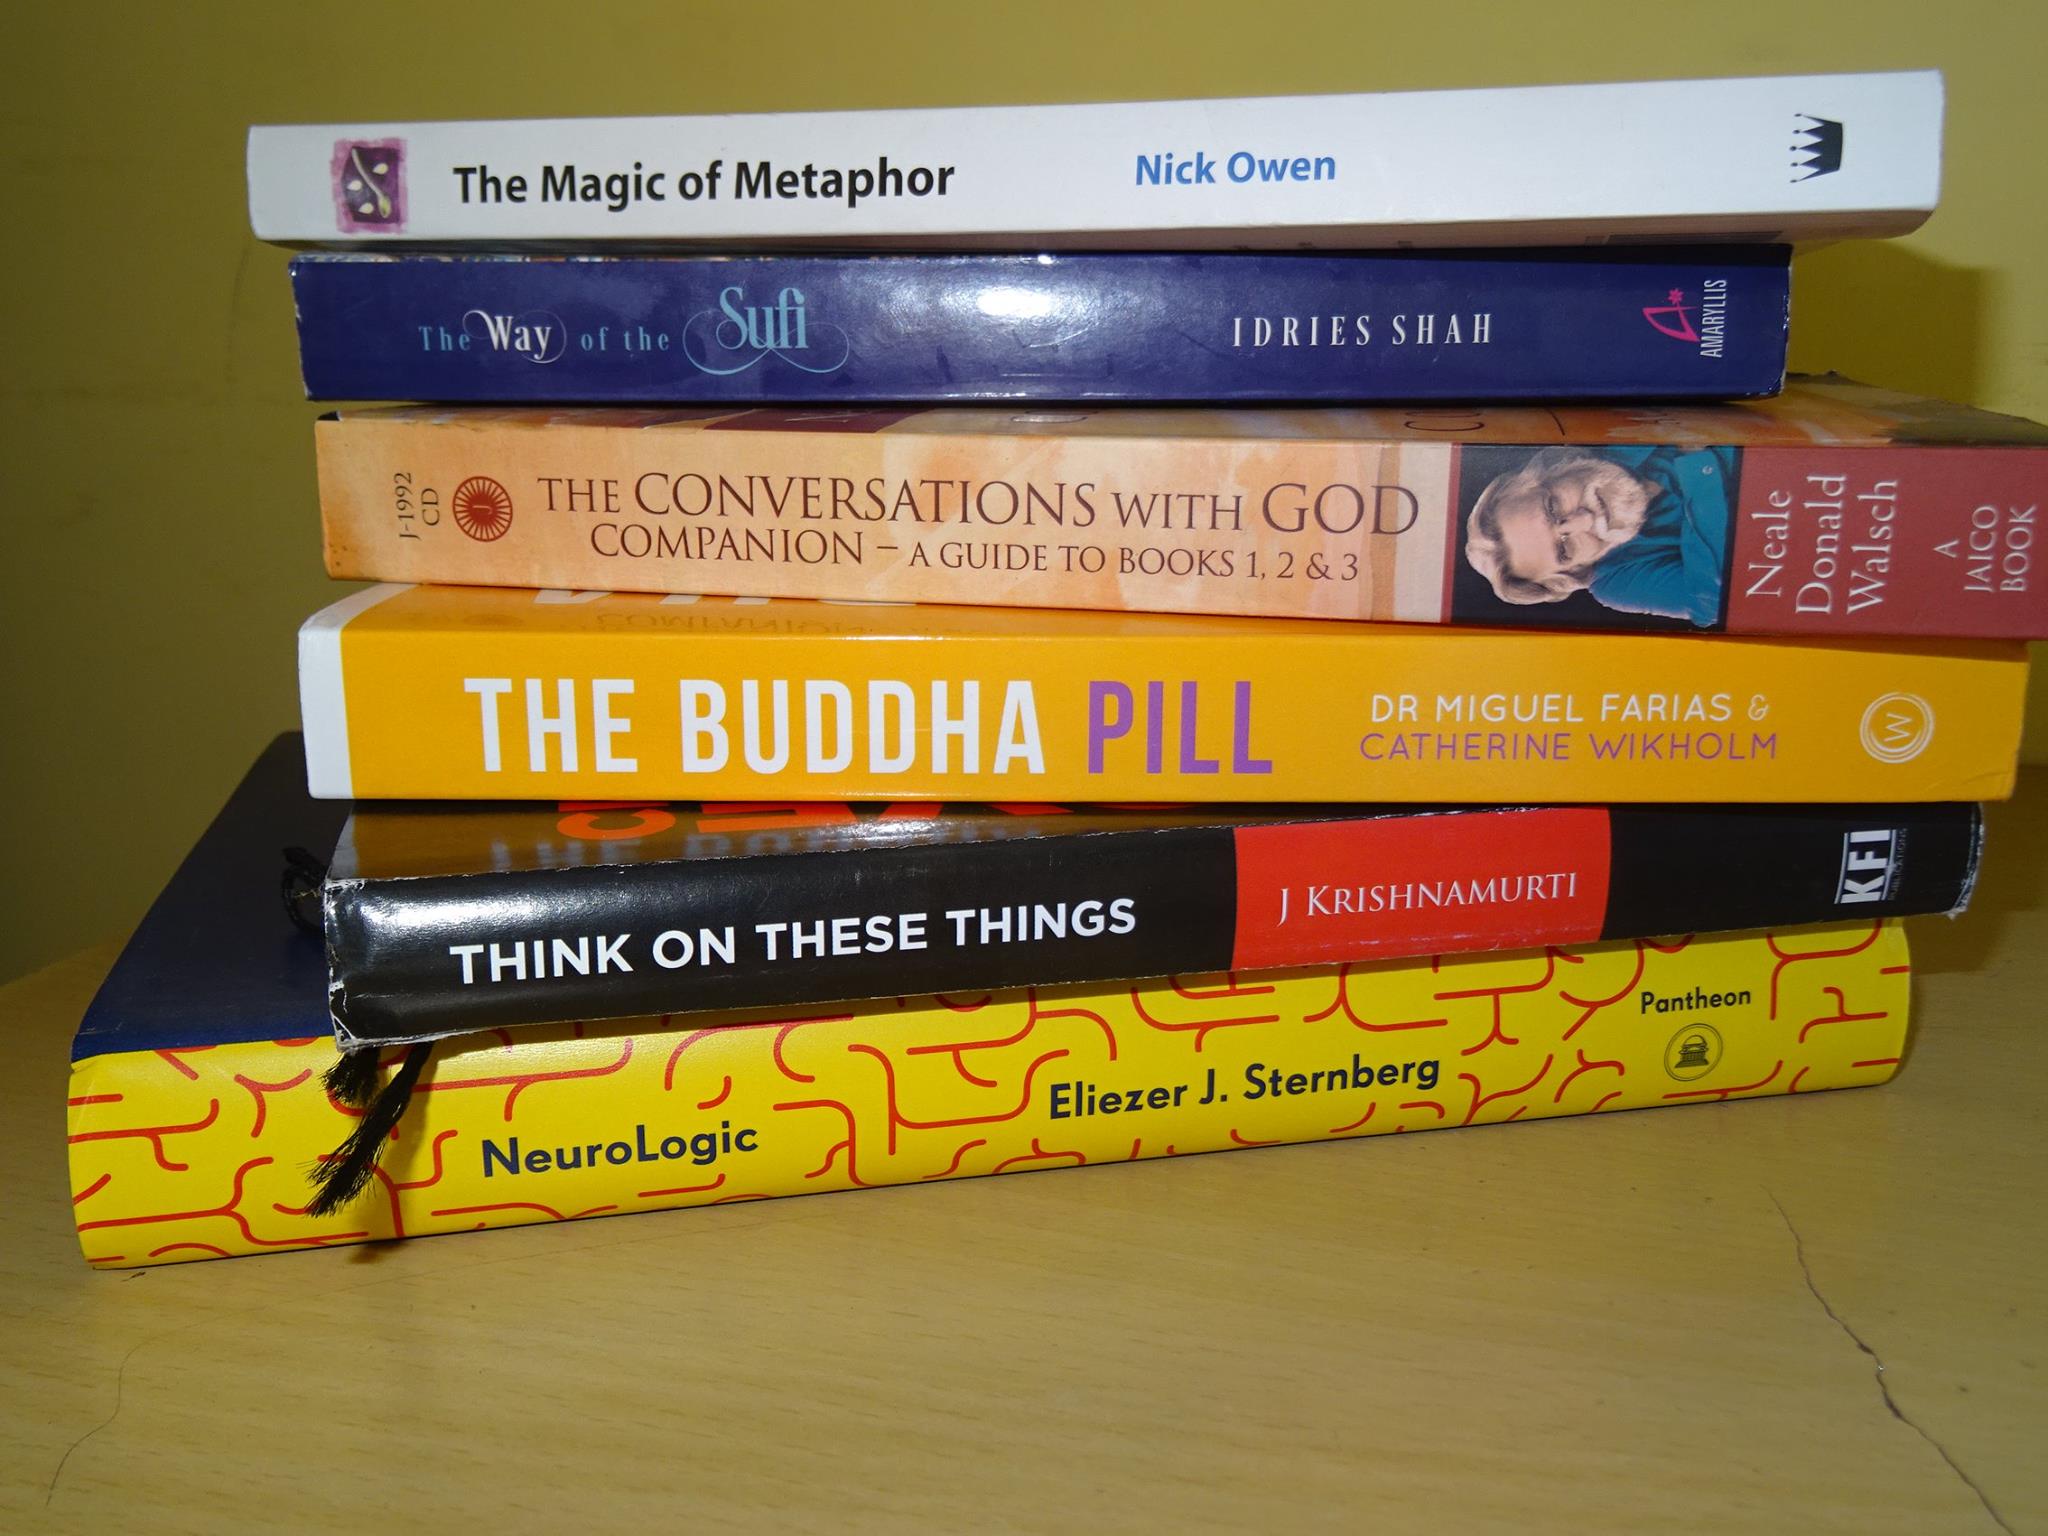 The Magic of Metaphor
Nick Owen
The Way of the Sufi
IDRIES SHAH
AMARYLLIS
J-1992
CD
J
THE CONVERSATIONS WITH GOD
COMPANION – A GUIDE TO BOOKS 1, 2 & 3
Neale
Donald
Walsch
A
JAICO
BOOK
THE BUDDHA PILL
DR MIGUEL FARIAS &
CATHERINE WIKHOLM
W
THINK ON THESE THINGS
J KRISHNAMURTI
KFI
PUBLICATIONS
NeuroLogic
Eliezer J. Sternberg
Pantheon